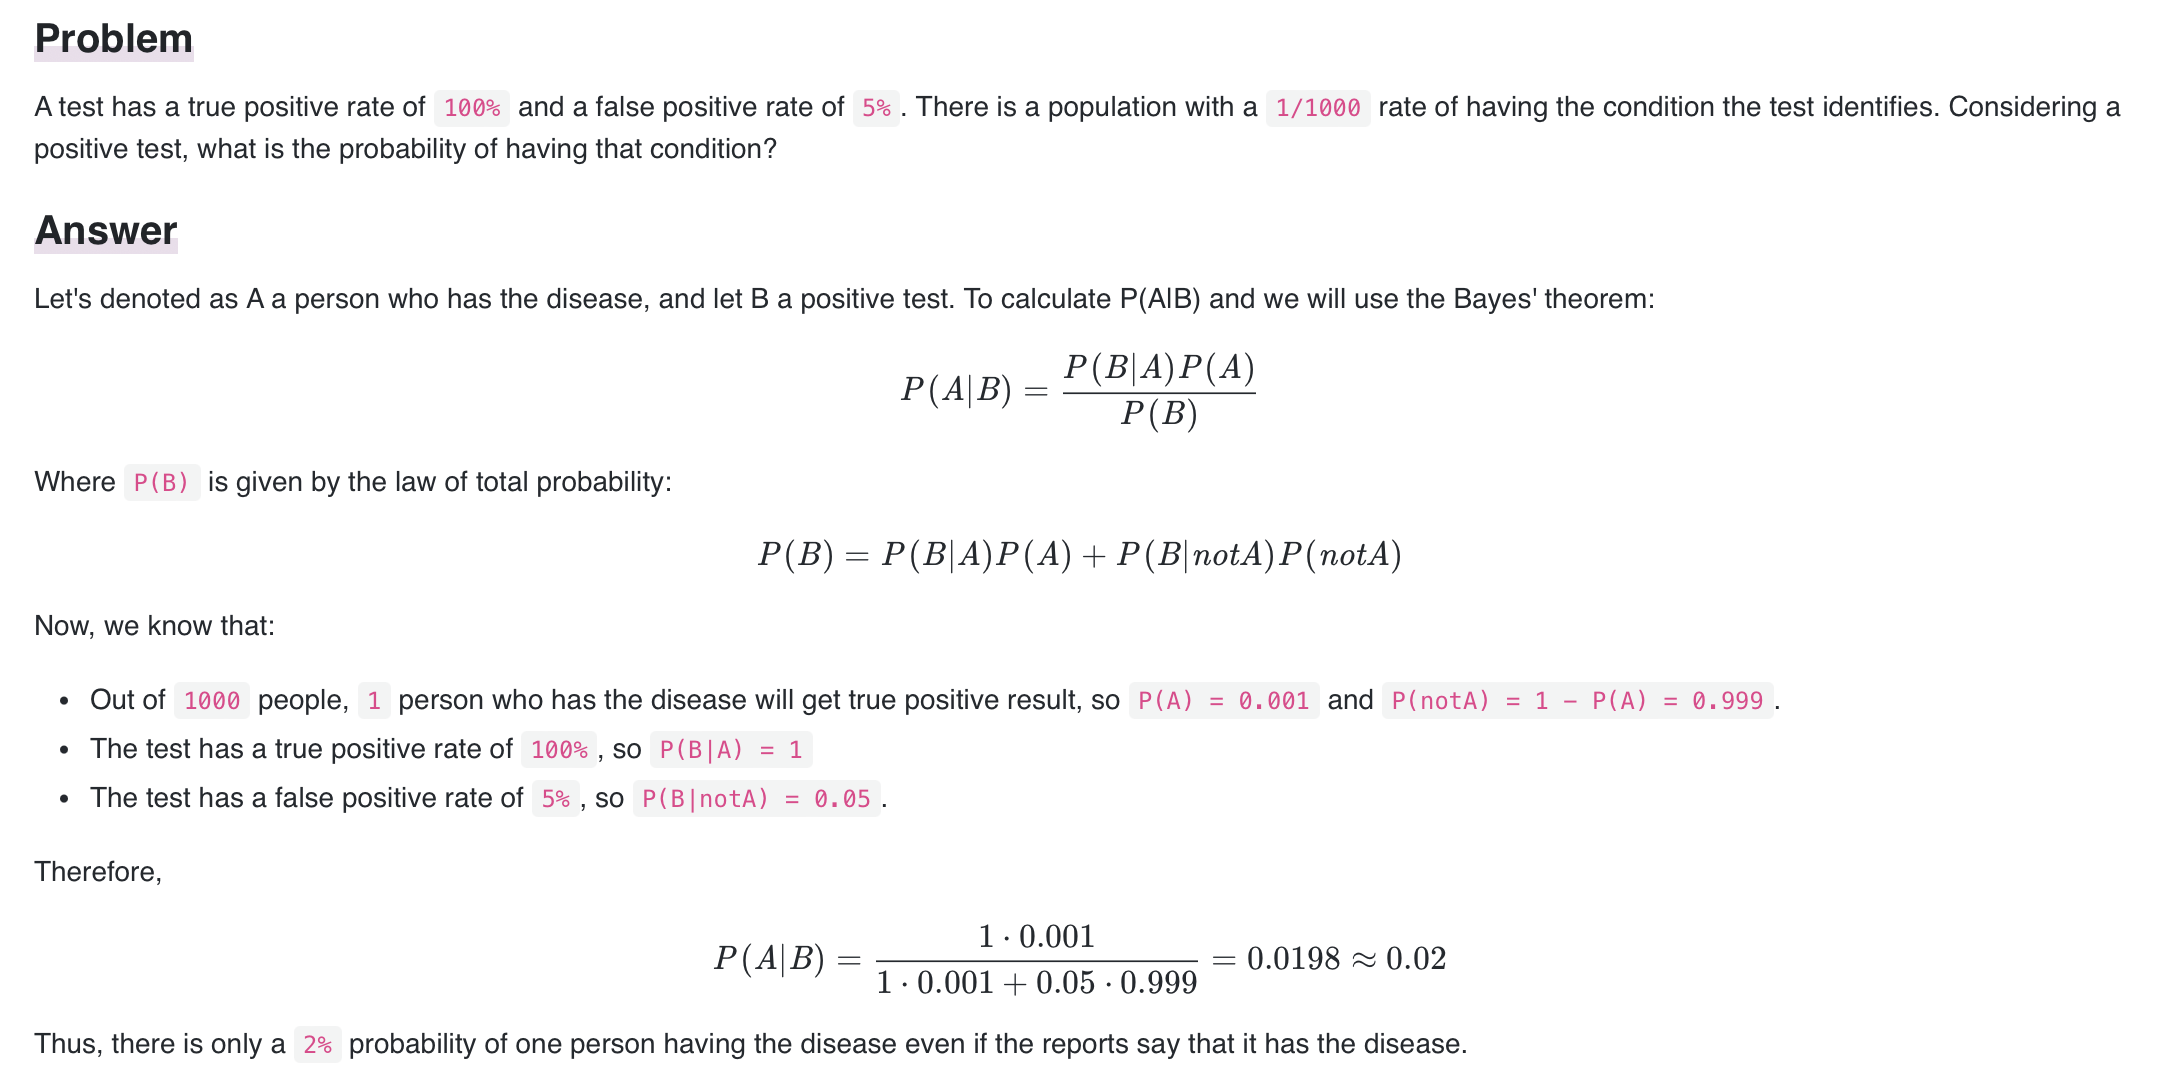 Problem
A test has a true positive rate of 100% and a false positive rate of 5%. There is a population with a 1/1000 rate of having the condition the test identifies. Considering a
positive test, what is the probability of having that condition?
Answer
Let's denoted as A a person who has the disease, and let B a positive test. To calculate P(A|B) and we will use the Bayes' theorem:
P(A|B) = \frac{P(B|A)P(A)}{P(B)}
Where P(B) is given by the law of total probability:
P(B) = P(B|A)P(A) + P(B|notA)P(notA)
Now, we know that:
• Out of 1000 people, 1 person who has the disease will get true positive result, so P(A) = 0.001 and P(notA) = 1 - P(A) = 0.999.
• The test has a true positive rate of 100%, so P(B|A) = 1
• The test has a false positive rate of 5%, so P(B|notA) = 0.05.
Therefore,
P(A|B) = \frac{1 · 0.001}{1 · 0.001 + 0.05 · 0.999} = 0.0198 ≈ 0.02
Thus, there is only a 2% probability of one person having the disease even if the reports say that it has the disease.